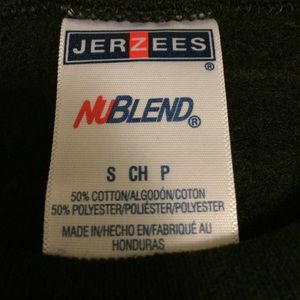 JERZEES
®
NUBLEND®
S CH P
50% COTTON/ALGODÓN/COTON
50% POLYESTER/POLIÉSTER/POLYESTER
MADE IN/HECHO EN/FABRIQUÉ AU
HONDURAS